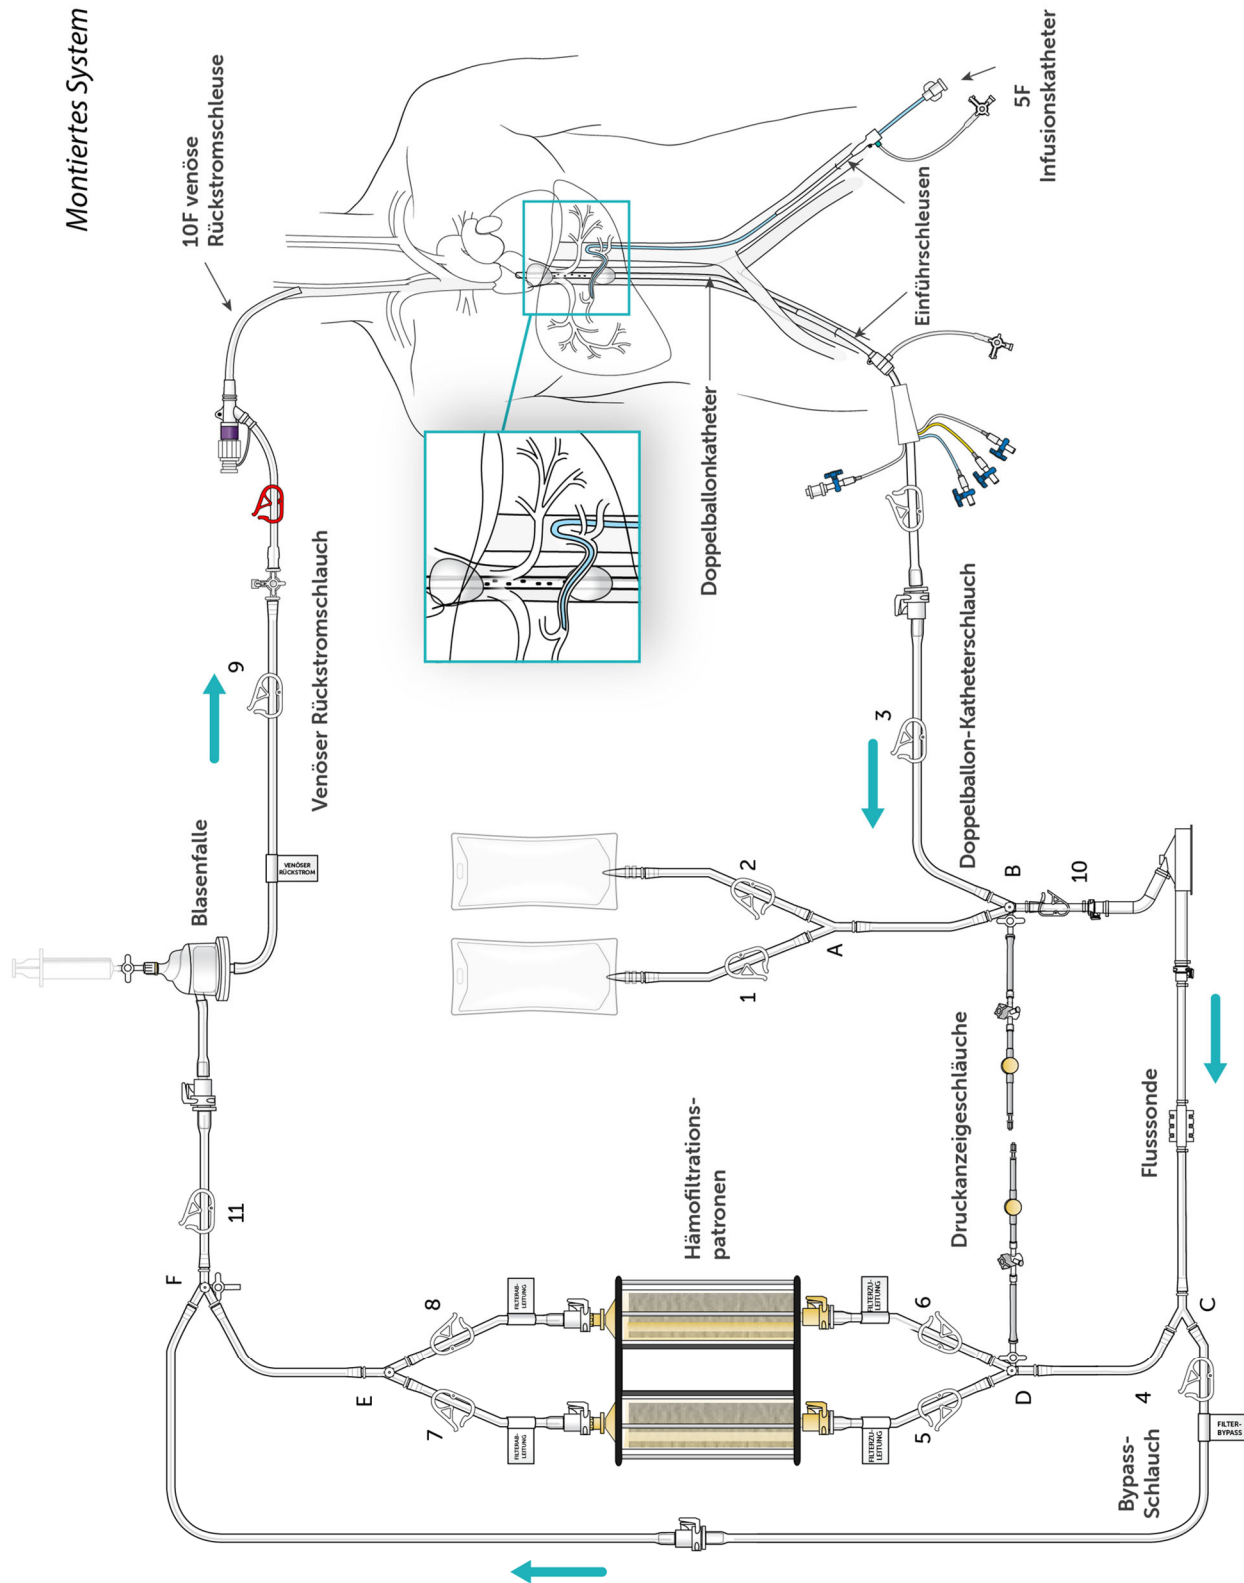 Montiertes System
10F venöse
Rückstromschleuse
Blasenfalle
9
Venöser Rückstromschlauch
VENÖSER
RÜCKSTROM
F
11
E
7
8
FILTERAB-
LEITUNG
FILTERAB-
LEITUNG
Hämofiltrations-
patronen
1
2
A
Doppelballonkatheter
5F
Infusionskatheter
Einführschleusen
3
Doppelballon-Katheterschlauch
FILTERZU-
LEITUNG
FILTERZU-
LEITUNG
5
6
D
Druckanzeigeschläuche
B
10
Bypass-
Schlauch
4
Flusssonde
C
FILTER-
BYPASS